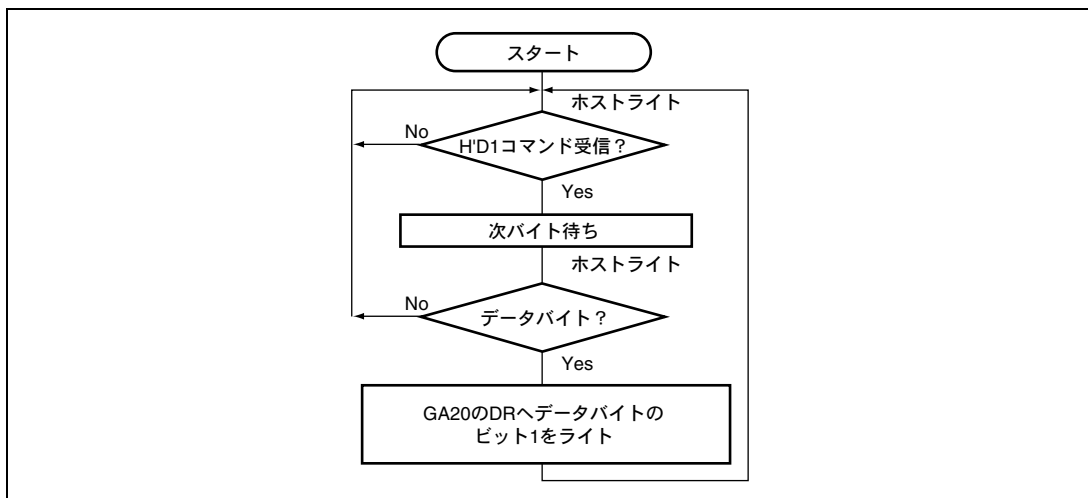 スタート
ホストライト
No
H'D1コマンド受信?
Yes
次バイト待ち
ホストライト
No
データバイト?
Yes
GA20のDRへデータバイトの
ビット1をライト